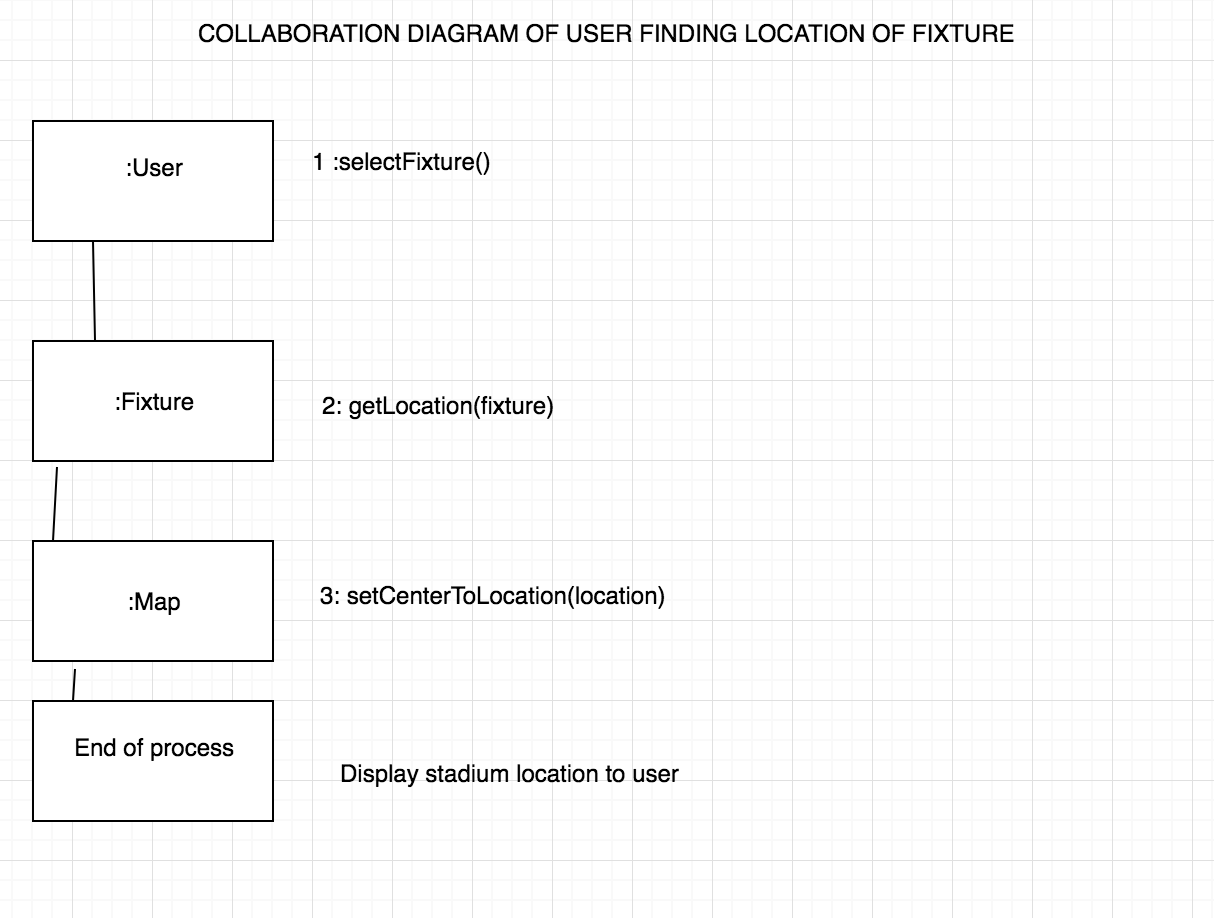 COLLABORATION DIAGRAM OF USER FINDING LOCATION OF FIXTURE
:User
1 :selectFixture()
:Fixture
2: getLocation(fixture)
:Map
3: setCenterToLocation(location)
End of process
Display stadium location to user